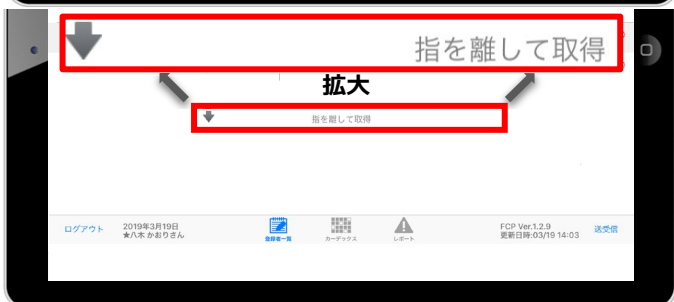 指を離して取得
拡大
指を離して取得
ログアウト
2019年3月19日
★八木 かおりさん
登録者一覧
カーデックス
レポート
FCP Ver.1.2.9
更新日時:03/19 14:03
送受信